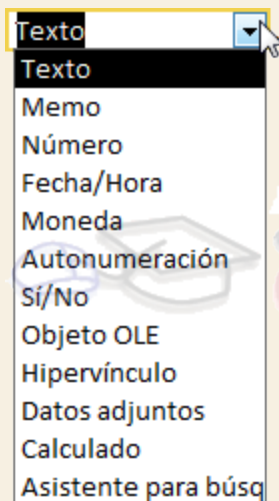 Texto
Texto
Memo
Número
Fecha/Hora
Moneda
Autonumeración
Sí/No
Objeto OLE
Hipervínculo
Datos adjuntos
Calculado
Asistente para búsq